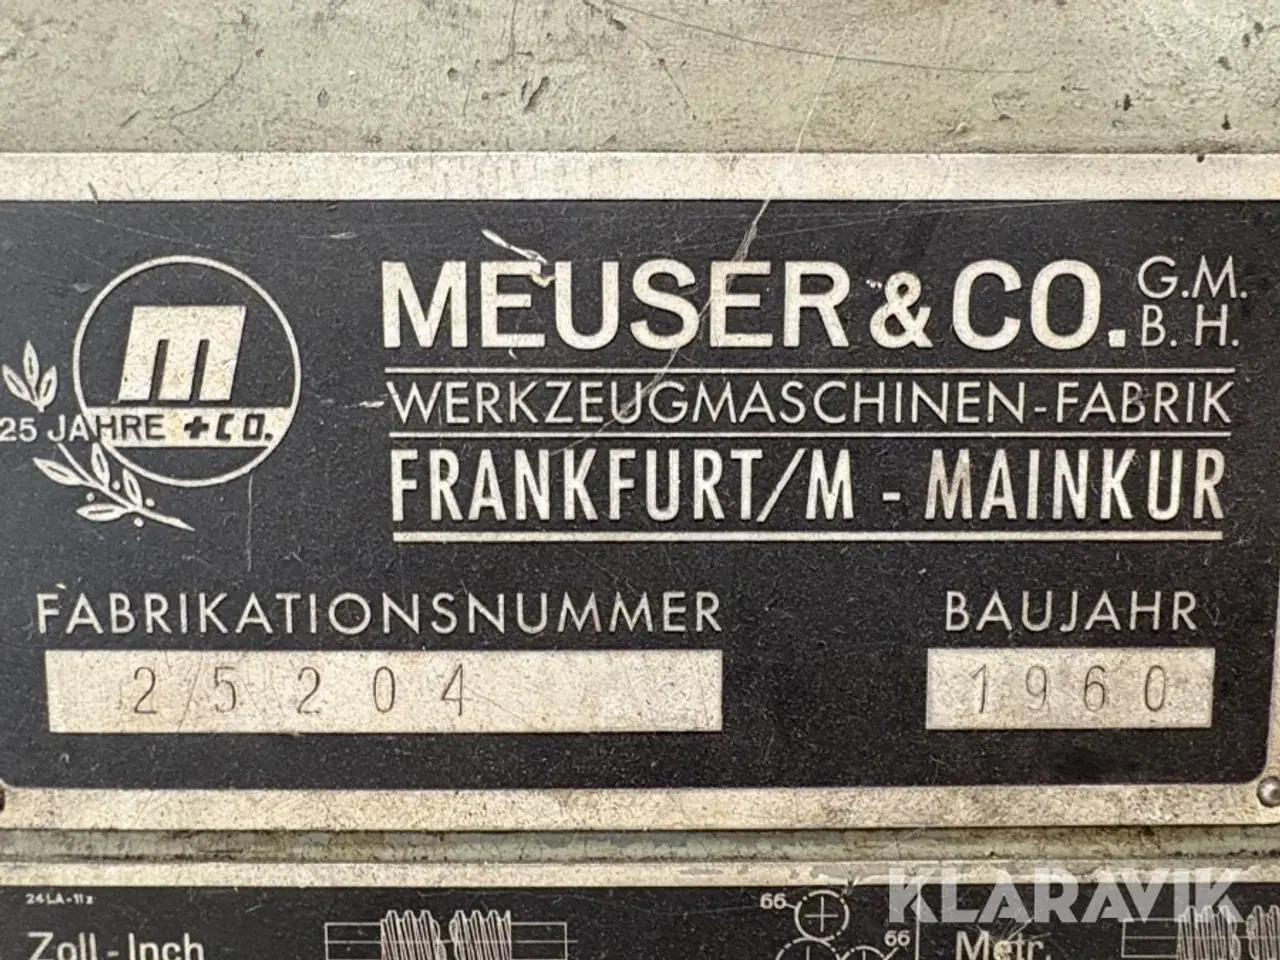 MEUSER & CO. G.M.B.H.
WERKZEUGMASCHINEN-FABRIK
FRANKFURT/M - MAINKUR
m
25 JAHRE + CO.
FABRIKATIONSNUMMER
25204
BAUJAHR
1960
24LA-11z
Zoll-Inch
66
66
Metr.
KLARAVIK